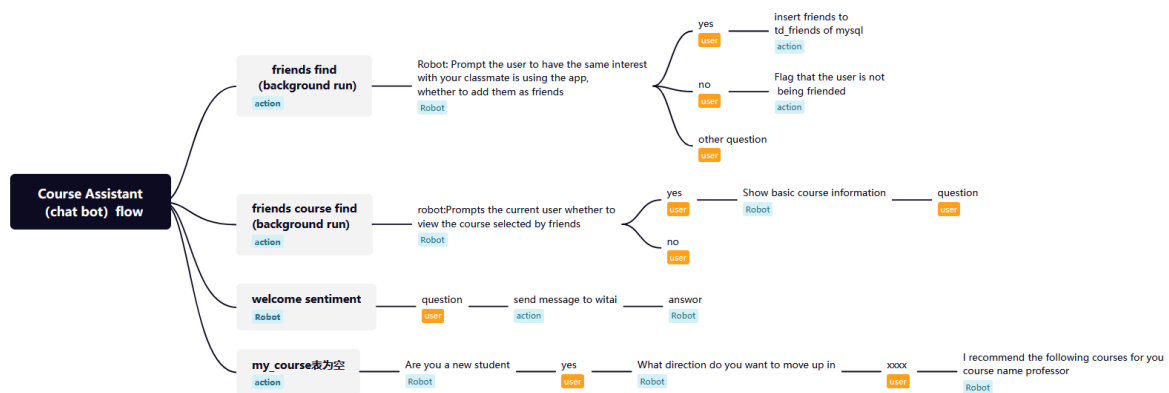 Course Assistant
(chat bot) flow
friends find
(background run)
action
Robot: Prompt the user to have the same interest
with your classmate is using the app,
whether to add them as friends
Robot
yes
user
insert friends to
td_friends of mysql
action
no
user
Flag that the user is not
being friended
action
other question
user
friends course find
(background run)
action
robot:Prompts the current user whether to
view the course selected by friends
Robot
yes
user
Show basic course information
Robot
question
user
no
user
welcome sentiment
Robot
question
user
send message to witai
action
answor
Robot
my_course表为空
action
Are you a new student
Robot
yes
user
What direction do you want to move up in
Robot
xxxx
user
I recommend the following courses for you
course name professor
Robot